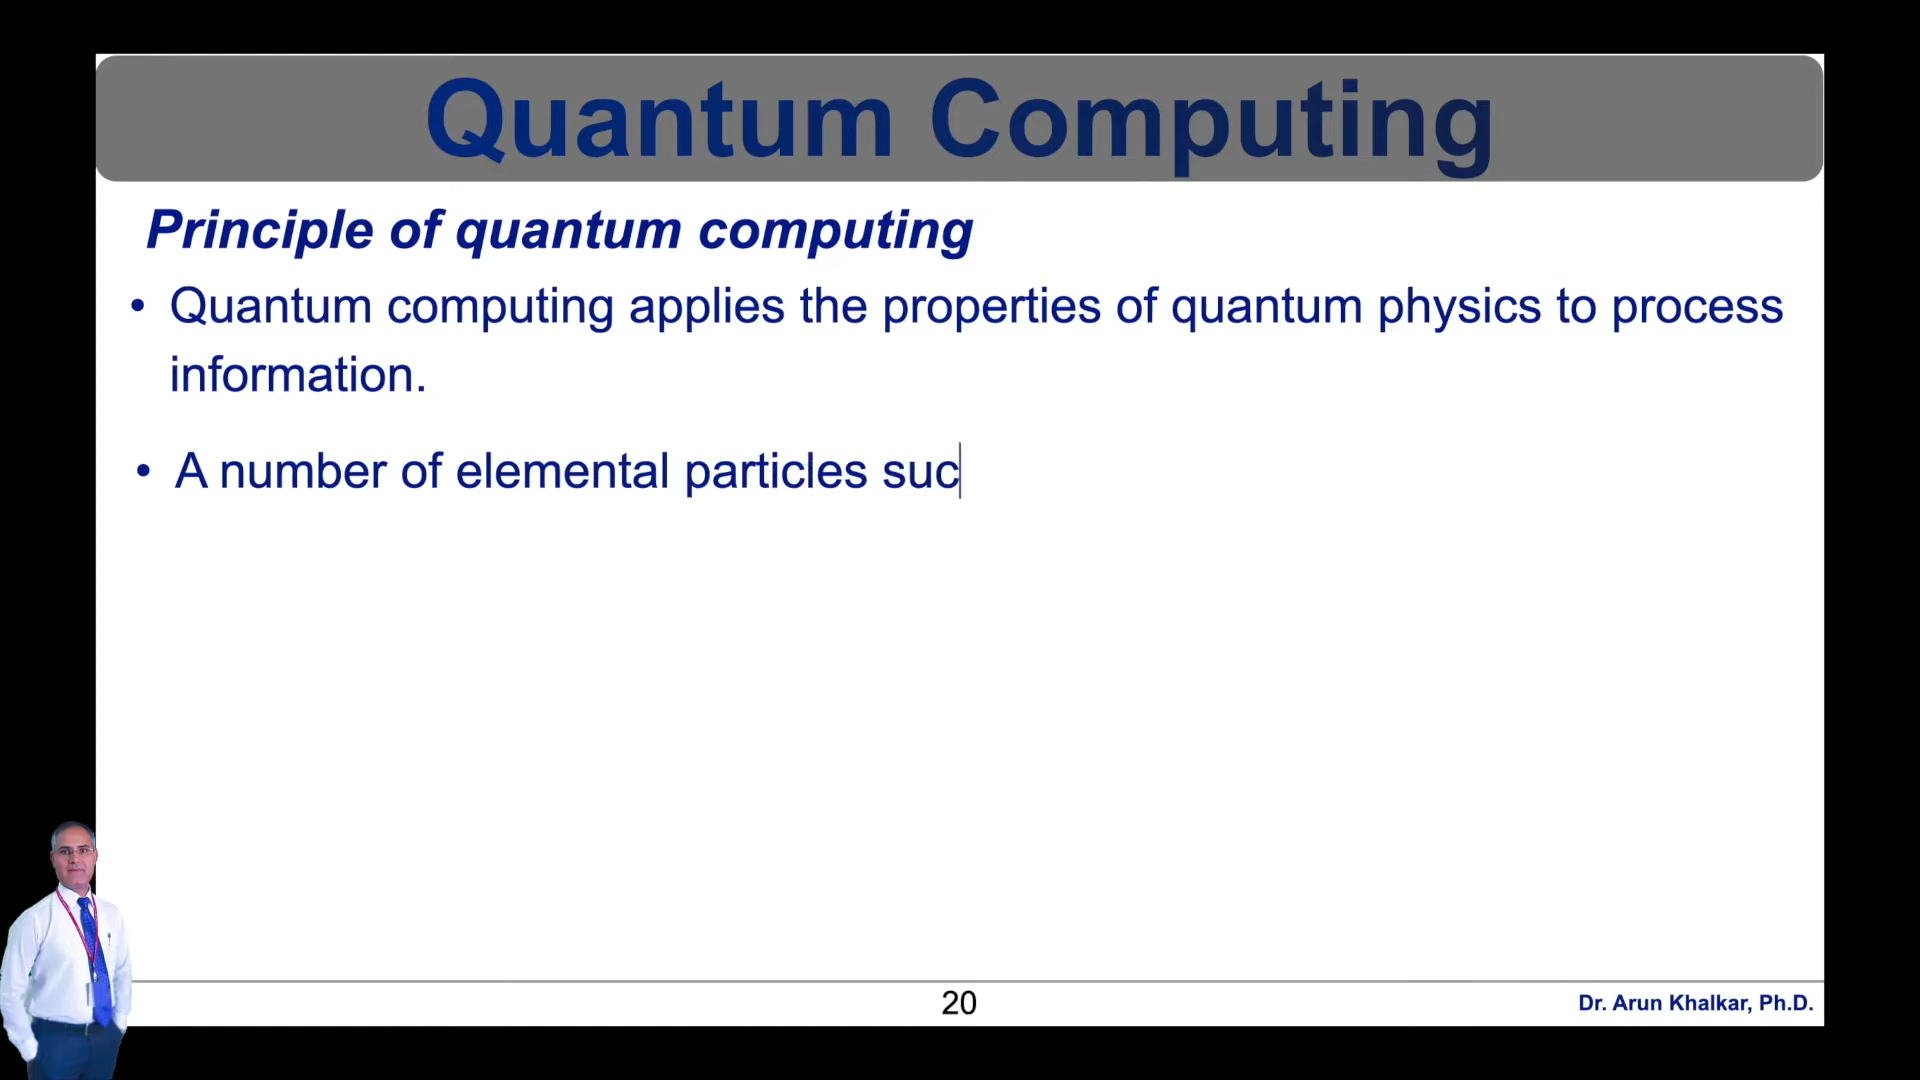 Quantum Computing
Principle of quantum computing
• Quantum computing applies the properties of quantum physics to process
information.
• A number of elemental particles suc
20
Dr. Arun Khalkar, Ph.D.